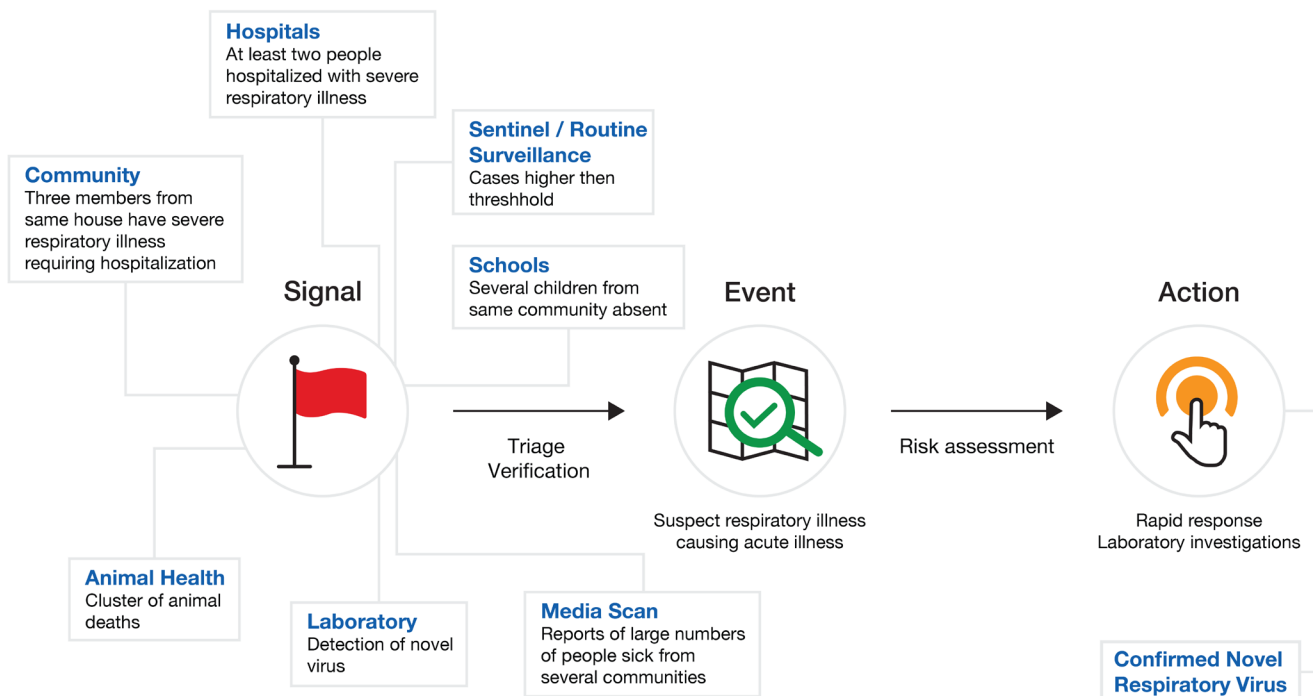 Hospitals
At least two people
hospitalized with severe
respiratory illness
Sentinel / Routine
Surveillance
Cases higher then
threshhold
Community
Three members from
same house have severe
respiratory illness
requiring hospitalization
Schools
Several children from
same community absent
Signal
Event
Action
Triage
Verification
Risk assessment
Suspect respiratory illness
causing acute illness
Rapid response
Laboratory investigations
Animal Health
Cluster of animal
deaths
Laboratory
Detection of novel
virus
Media Scan
Reports of large numbers
of people sick from
several communities
Confirmed Novel
Respiratory Virus